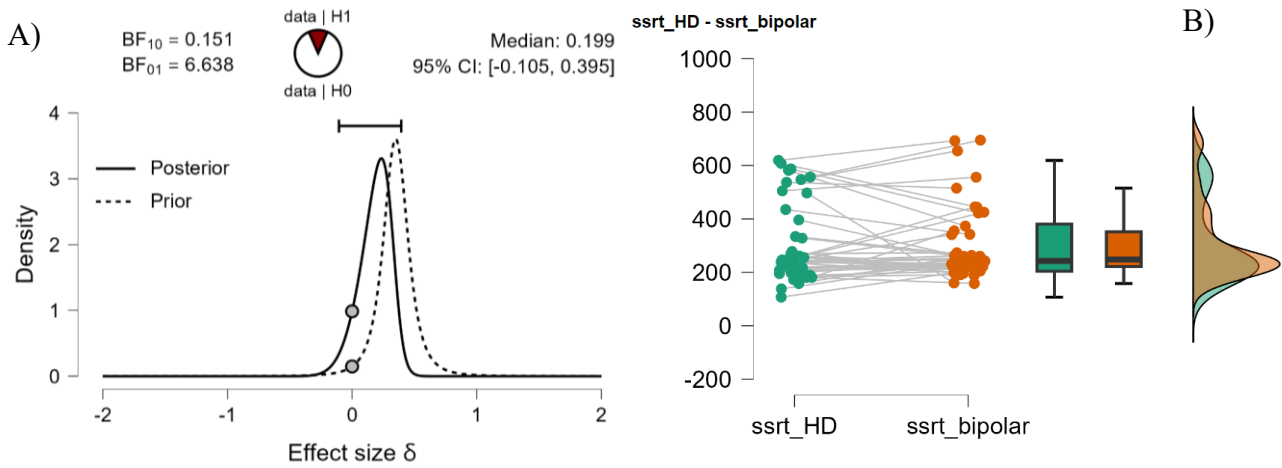 A)
BF10 = 0.151
BF01 = 6.638
data | H1
data | H0
Median: 0.199
95% CI: [-0.105, 0.395]
Posterior
Prior
Density
4
3
2
1
0
-2
-1
0
1
2
Effect size δ
ssrt_HD - ssrt_bipolar
B)
1000
800
600
400
200
0
-200
ssrt_HD
ssrt_bipolar